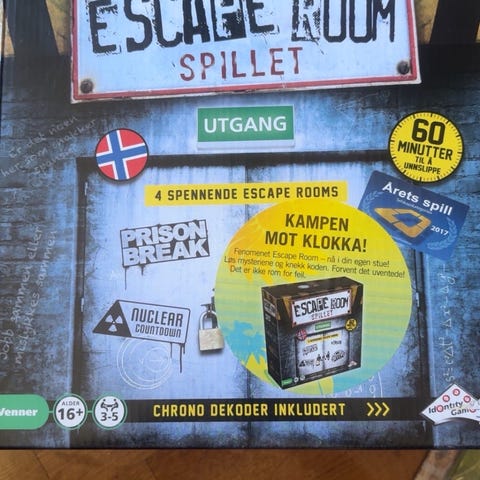 ESCAPE ROOM
SPILLET
UTGANG
60
MINUTTER
TIL Å
UNNSLIPPE
4 SPENNENDE ESCAPE ROOMS
Årets spill
2017
PRISON
BREAK
KAMPEN
MOT KLOKKA!
Fenomenet Escape Room – nå i din egen stue!
Løs mysteriene og knekk koden. Forvent det uventede!
Det er ikke rom for feil.
ESCAPE ROOM
SPILLET
NUCLEAR
COUNTDOWN
Venner
ALDER
16+
3-5
CHRONO DEKODER INKLUDERT >>>
Identity
Games